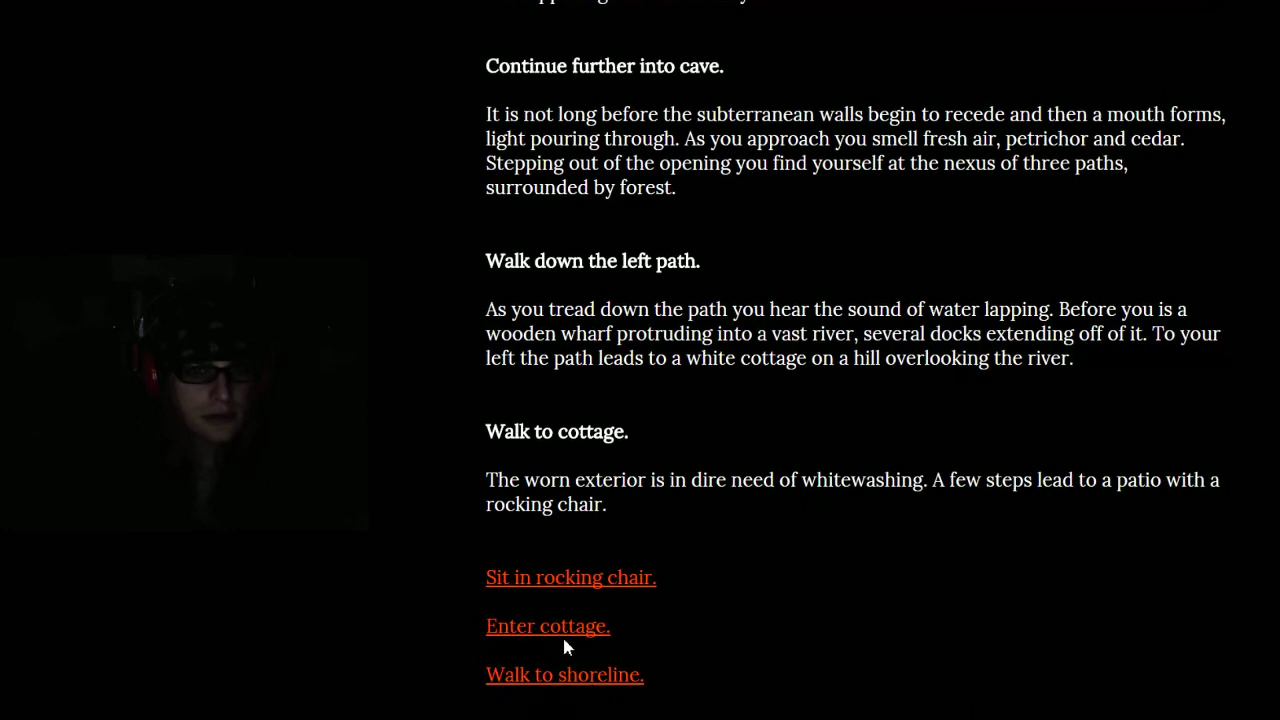 Continue further into cave.
It is not long before the subterranean walls begin to recede and then a mouth forms,
light pouring through. As you approach you smell fresh air, petrichor and cedar.
Stepping out of the opening you find yourself at the nexus of three paths,
surrounded by forest.
Walk down the left path.
As you tread down the path you hear the sound of water lapping. Before you is a
wooden wharf protruding into a vast river, several docks extending off of it. To your
left the path leads to a white cottage on a hill overlooking the river.
Walk to cottage.
The worn exterior is in dire need of whitewashing. A few steps lead to a patio with a
rocking chair.
Sit in rocking chair.
Enter cottage.
Walk to shoreline.